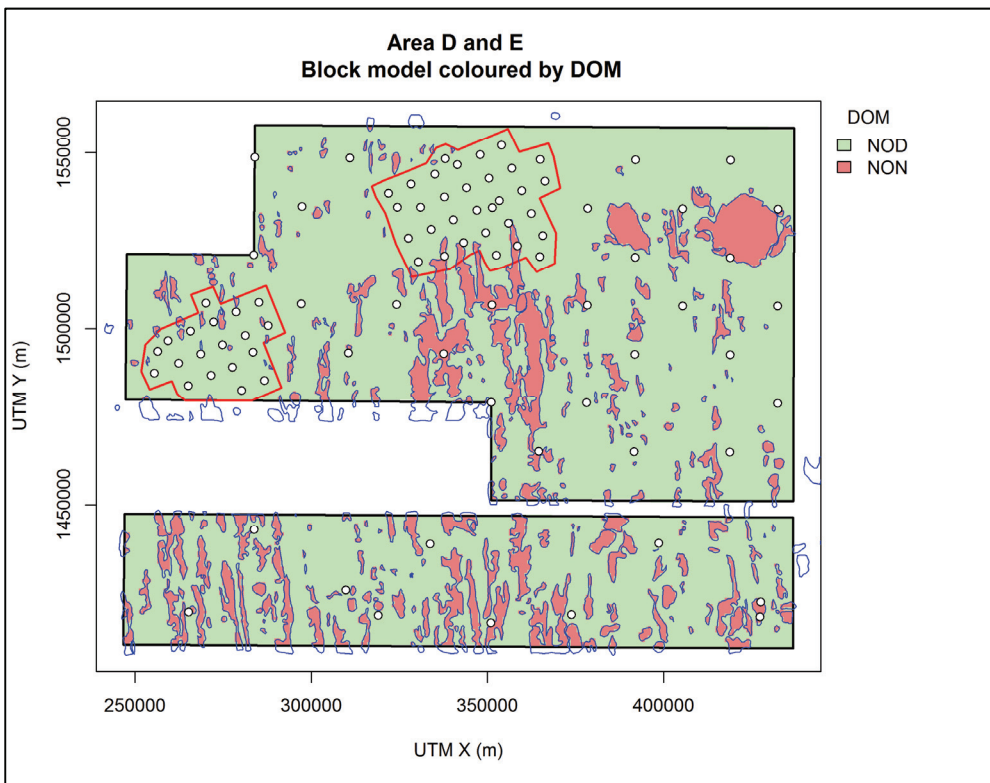 Area D and E
Block model coloured by DOM
DOM
NOD
NON
UTM Y (m)
1550000
1500000
1450000
250000
300000
350000
400000
UTM X (m)